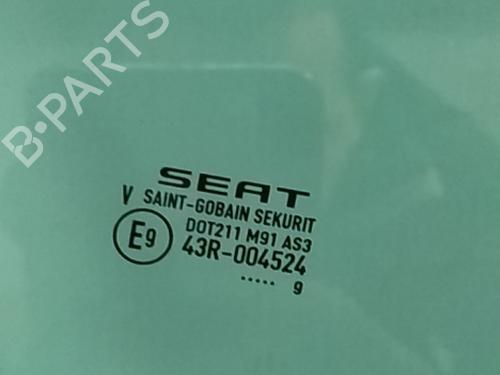 B-PARTS
SEAT
V SAINT-GOBAIN SEKURIT
E9 DOT211 M91 AS3
43R-004524
..... 9